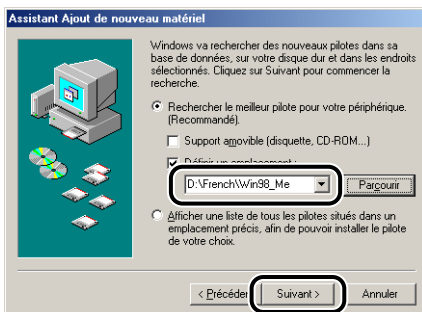 Assistant Ajout de nouveau matériel
Windows va rechercher des nouveaux pilotes dans sa
base de données, sur votre disque dur et dans les endroits
sélectionnés. Cliquez sur Suivant pour commencer la
recherche.
Rechercher le meilleur pilote pour votre périphérique.
(Recommandé).
Support amovible (disquette, CD-ROM...)
Définir un emplacement :
D:\French\Win98_Me
Parcourir
Afficher une liste de tous les pilotes situés dans un
emplacement précis, afin de pouvoir installer le pilote
de votre choix.
< Précéden
Suivant >
Annuler